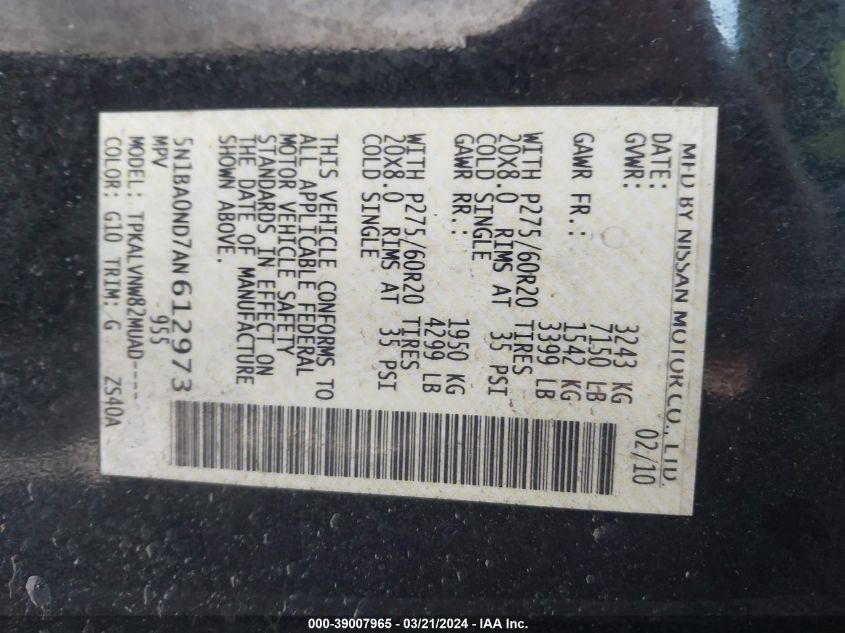 MFD BY NISSAN MOTOR CO., LTD.
DATE: 02/10
GVWR: 3243 KG
7150 LB
GAWR FR.: 1542 KG
3399 LB
WITH P275/60R20 TIRES
20X8.0 RIMS AT 35 PSI
COLD SINGLE
GAWR RR.: 1950 KG
4299 LB
WITH P275/60R20 TIRES
20X8.0 RIMS AT 35 PSI
COLD SINGLE
THIS VEHICLE CONFORMS TO
ALL APPLICABLE FEDERAL
MOTOR VEHICLE SAFETY
STANDARDS IN EFFECT ON
THE DATE OF MANUFACTURE
SHOWN ABOVE.
5N1BA0ND7AN612973
MPV -955
MODEL: TPKALVNW82MUAD----
COLOR: G10 TRIM: G ZS40A
000-39007965 - 03/21/2024 - IAA Inc.